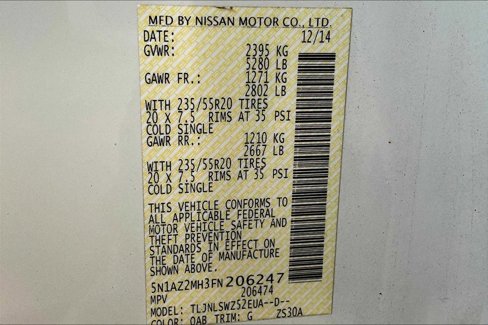 MFD BY NISSAN MOTOR CO., LTD.
DATE: 12/14
GVWR: 2395 KG
5280 LB
GAWR FR.: 1271 KG
2802 LB
WITH 235/55R20 TIRES
20 X 7.5 RIMS AT 35 PSI
COLD SINGLE
GAWR RR.: 1210 KG
2667 LB
WITH 235/55R20 TIRES
20 X 7.5 RIMS AT 35 PSI
COLD SINGLE
THIS VEHICLE CONFORMS TO
ALL APPLICABLE FEDERAL
MOTOR VEHICLE SAFETY AND
THEFT PREVENTION
STANDARDS IN EFFECT ON
THE DATE OF MANUFACTURE
SHOWN ABOVE.
5N1AZ2MH3FN206247
206474
MPV
MODEL: TLJNLSWZ52EUA--D--
COLOR: QAB TRIM: G ZS30A